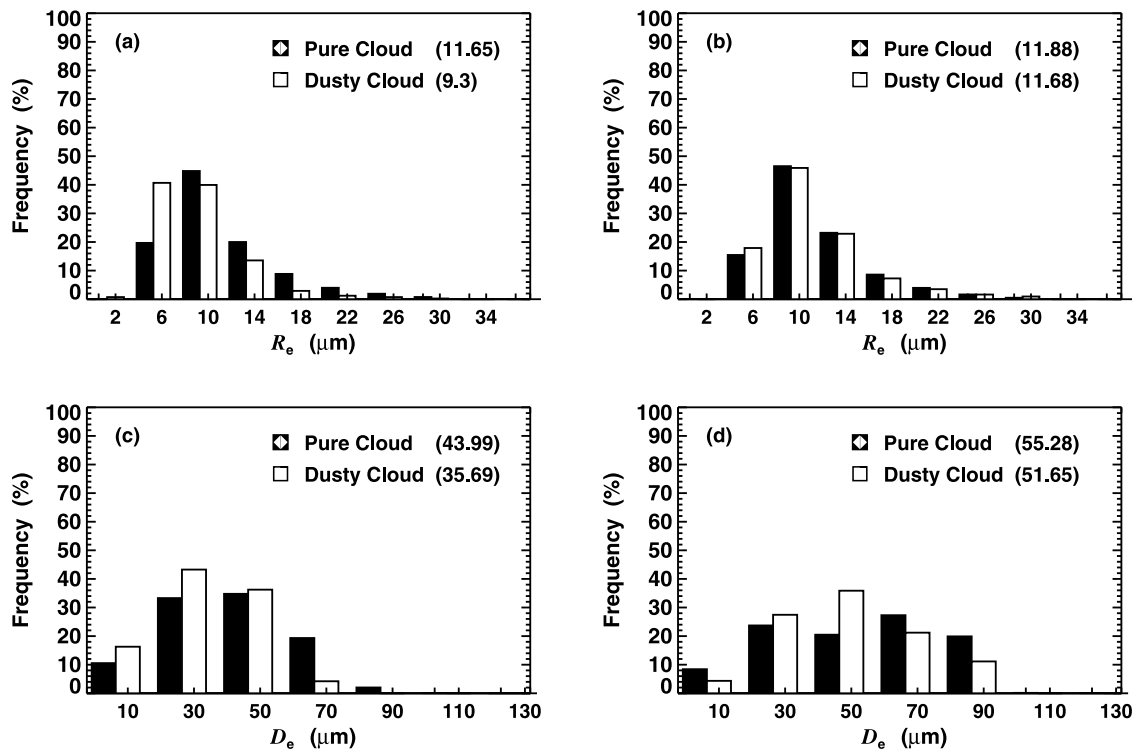 100
90
80
70
60
50
40
30
20
10
0
Frequency (%)
(a)
Pure Cloud (11.65)
Dusty Cloud (9.3)
2 6 10 14 18 22 26 30 34
Re (μm)
100
90
80
70
60
50
40
30
20
10
0
Frequency (%)
(b)
Pure Cloud (11.88)
Dusty Cloud (11.68)
2 6 10 14 18 22 26 30 34
Re (μm)
100
90
80
70
60
50
40
30
20
10
0
Frequency (%)
(c)
Pure Cloud (43.99)
Dusty Cloud (35.69)
10 30 50 70 90 110 130
De (μm)
100
90
80
70
60
50
40
30
20
10
0
Frequency (%)
(d)
Pure Cloud (55.28)
Dusty Cloud (51.65)
10 30 50 70 90 110 130
De (μm)